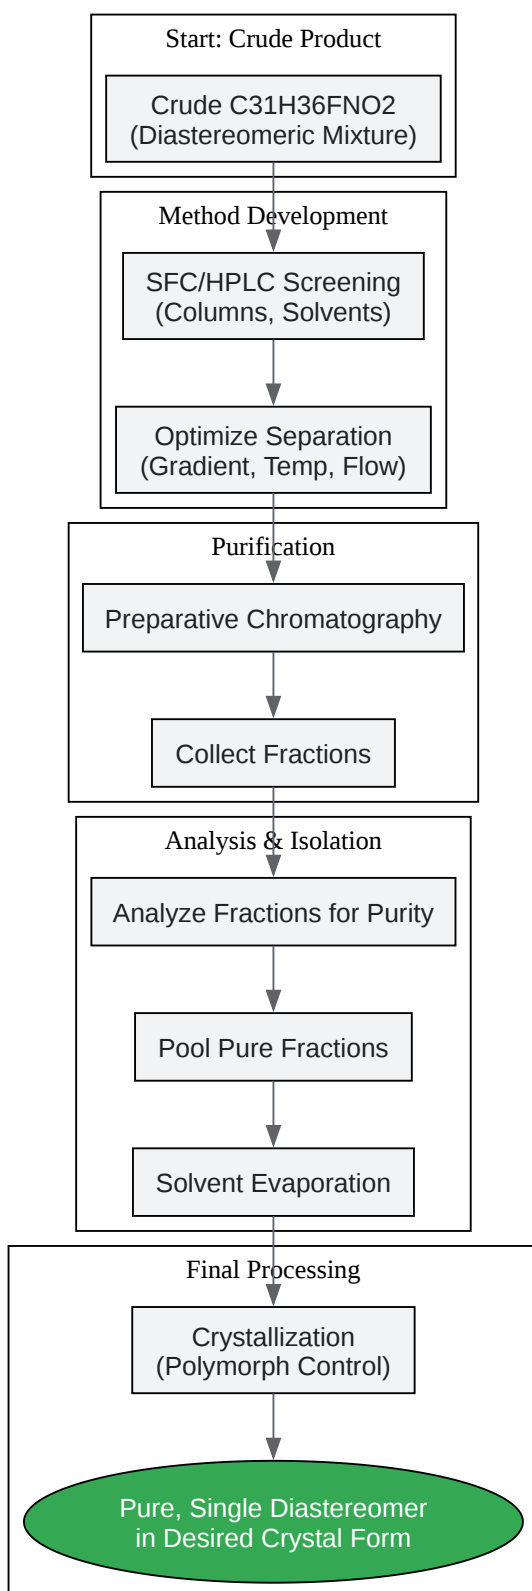 Start: Crude Product
Crude C31H36FNO2
(Diastereomeric Mixture)
Method Development
SFC/HPLC Screening
(Columns, Solvents)
Optimize Separation
(Gradient, Temp, Flow)
Purification
Preparative Chromatography
Collect Fractions
Analysis & Isolation
Analyze Fractions for Purity
Pool Pure Fractions
Solvent Evaporation
Final Processing
Crystallization
(Polymorph Control)
Pure, Single Diastereomer
in Desired Crystal Form